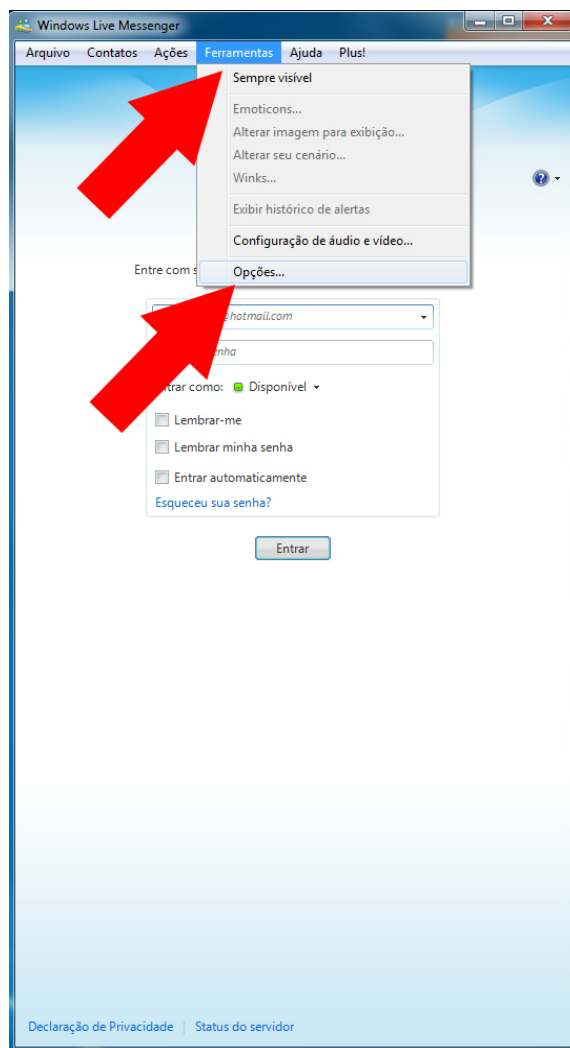 Windows Live Messenger
Arquivo Contatos Ações Ferramentas Ajuda Plus!
Sempre visível
Emoticons...
Alterar imagem para exibição...
Alterar seu cenário...
Winks...
Exibir histórico de alertas
Configuração de áudio e vídeo...
Opções...
Entre com
@hotmail.com
como: Disponível
Lembrar-me
Lembrar minha senha
Entrar automaticamente
Esqueceu sua senha?
Entrar
Declaração de Privacidade | Status do servidor